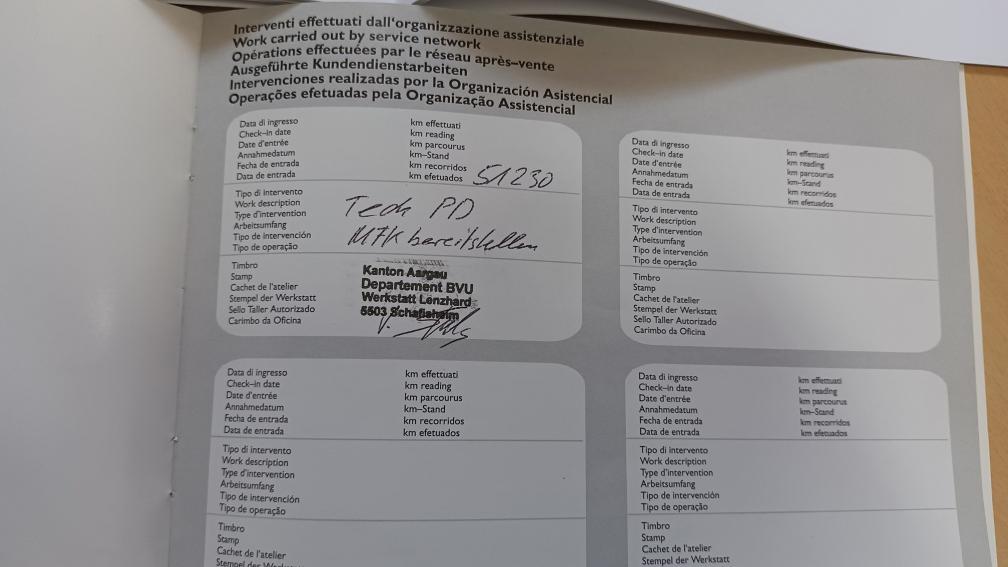 Interventi effettuati dall'organizzazione assistenziale
Work carried out by service network
Opérations effectuées par le réseau après-vente
Ausgeführte Kundendienstarbeiten
Intervenciones realizadas por la Organización Asistencial
Operações efetuadas pela Organização Assistencial
Data di ingresso
Check-in date
Date d'entrée
Annahmedatum
Fecha de entrada
Data de entrada
km effettuati
km reading
km parcourus
km-Stand
km recorridos
km efetuados 51230
Tipo di intervento
Work description
Type d'intervention
Arbeitsumfang
Tipo de intervención
Tipo de operação
Tech PD
MFK bereitstellen
Timbro
Stamp
Cachet de l'atelier
Stempel der Werkstatt
Sello Taller Autorizado
Carimbo da Oficina
Kanton Aargau
Departement BVU
Werkstatt Lenzhard
5503 Schafisheim
Data di ingresso
Check-in date
Date d'entrée
Annahmedatum
Fecha de entrada
Data de entrada
km effettuati
km reading
km parcourus
km-Stand
km recorridos
km efetuados
Tipo di intervento
Work description
Type d'intervention
Arbeitsumfang
Tipo de intervención
Tipo de operação
Timbro
Stamp
Cachet de l'atelier
Stempel der Werkstatt
Sello Taller Autorizado
Carimbo da Oficina
Data di ingresso
Check-in date
Date d'entrée
Annahmedatum
Fecha de entrada
Data de entrada
km effettuati
km reading
km parcourus
km-Stand
km recorridos
km efetuados
Tipo di intervento
Work description
Type d'intervention
Arbeitsumfang
Tipo de intervención
Tipo de operação
Timbro
Stamp
Cachet de l'atelier
Stempel der Werkstatt
Data di ingresso
Check-in date
Date d'entrée
Annahmedatum
Fecha de entrada
Data de entrada
km effettuati
km reading
km parcourus
km-Stand
km recorridos
km efetuados
Tipo di intervento
Work description
Type d'intervention
Arbeitsumfang
Tipo de intervención
Tipo de operação
Timbro
Stamp
Cachet de l'atelier
Stempel der Werkstatt